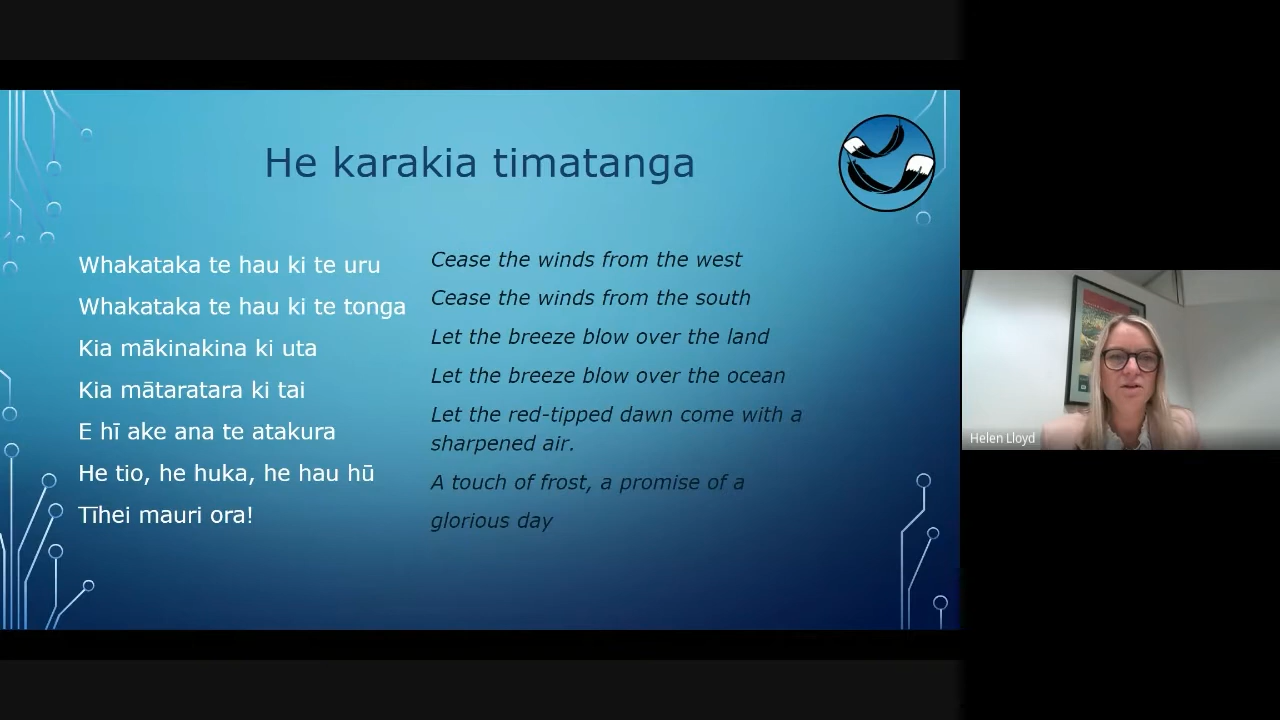 He karakia timatanga
Whakataka te hau ki te uru
Whakataka te hau ki te tonga
Kia mākinakina ki uta
Kia mātaratara ki tai
E hī ake ana te atakura
He tio, he huka, he hau hū
Tīhei mauri ora!
Cease the winds from the west
Cease the winds from the south
Let the breeze blow over the land
Let the breeze blow over the ocean
Let the red-tipped dawn come with a
sharpened air.
A touch of frost, a promise of a
glorious day
Helen Lloyd